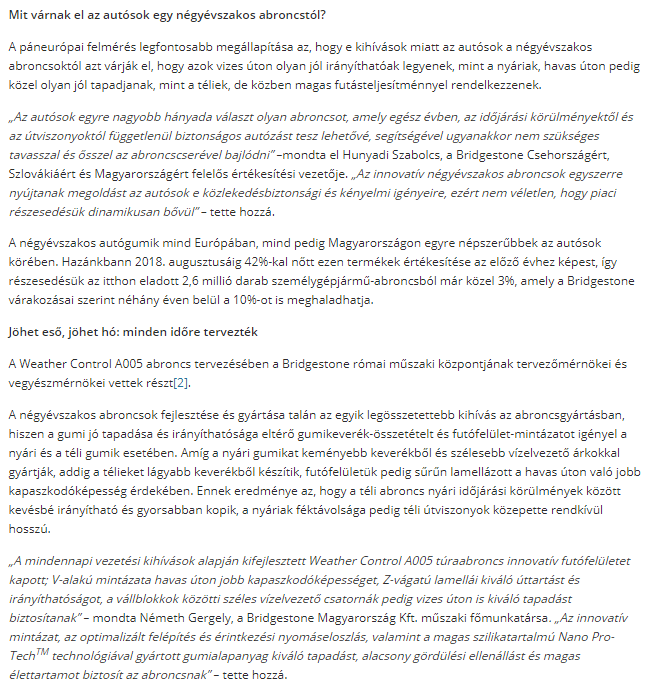 Mit várnak el az autósok egy négyévszakos abroncstól?
A páneurópai felmérés legfontosabb megállapítása az, hogy e kihívások miatt az autósok a négyévszakos
abroncsoktól azt várják el, hogy azok vizes úton olyan jól irányíthatóak legyenek, mint a nyáriak, havas úton pedig
közel olyan jól tapadjanak, mint a téliek, de közben magas futásteljesítménnyel rendelkezzenek.
„Az autósok egyre nagyobb hányada választ olyan abroncsot, amely egész évben, az időjárási körülményektől és
az útviszonyoktól függetlenül biztonságos autózást tesz lehetővé, segítségével ugyanakkor nem szükséges
tavasszal és ősszel az abroncscserével bajlódni” –mondta el Hunyadi Szabolcs, a Bridgestone Csehországért,
Szlovákiáért és Magyarországért felelős értékesítési vezetője. „Az innovatív négyévszakos abroncsok egyszerre
nyújtanak megoldást az autósok e közlekedésbiztonsági és kényelmi igényeire, ezért nem véletlen, hogy piaci
részesedésük dinamikusan bővül” – tette hozzá.
A négyévszakos autógumik mind Európában, mind pedig Magyarországon egyre népszerűbbek az autósok
körében. Hazánkbann 2018. augusztusáig 42%-kal nőtt ezen termékek értékesítése az előző évhez képest, így
részesedésük az itthon eladott 2,6 millió darab személygépjármű-abroncsból már közel 3%, amely a Bridgestone
várakozásai szerint néhány éven belül a 10%-ot is meghaladhatja.
Jöhet eső, jöhet hó: minden időre tervezték
A Weather Control A005 abroncs tervezésében a Bridgestone római műszaki központjának tervezőmérnökei és
vegyészmérnökei vettek részt[2].
A négyévszakos abroncsok fejlesztése és gyártása talán az egyik legösszetettebb kihívás az abroncsgyártásban,
hiszen a gumi jó tapadása és irányíthatósága eltérő gumikeverék-összetételt és futófelület-mintázatot igényel a
nyári és a téli gumik esetében. Amíg a nyári gumikat keményebb keverékből és szélesebb vízelvezető árkokkal
gyártják, addig a télieket lágyabb keverékből készítik, futófelületük pedig sűrűn lamellázott a havas úton való jobb
kapaszkodóképesség érdekében. Ennek eredménye az, hogy a téli abroncs nyári időjárási körülmények között
kevésbé irányítható és gyorsabban kopik, a nyáriak féktávolsága pedig téli útviszonyok közepette rendkívül
hosszú.
„A mindennapi vezetési kihívások alapján kifejlesztett Weather Control A005 túraabroncs innovatív futófelületet
kapott; V-alakú mintázata havas úton jobb kapaszkodóképességet, Z-vágatú lamellái kiváló úttartást és
irányíthatóságot, a vállblokkok közötti széles vízelvezető csatornák pedig vizes úton is kiváló tapadást
biztosítanak” – mondta Németh Gergely, a Bridgestone Magyarország Kft. műszaki főmunkatársa. „Az innovatív
mintázat, az optimalizált felépítés és érintkezési nyomáseloszlás, valamint a magas szilikatartalmú Nano Pro-
Tech™ technológiával gyártott gumialapanyag kiváló tapadást, alacsony gördülési ellenállást és magas
élettartamot biztosít az abroncsnak” – tette hozzá.